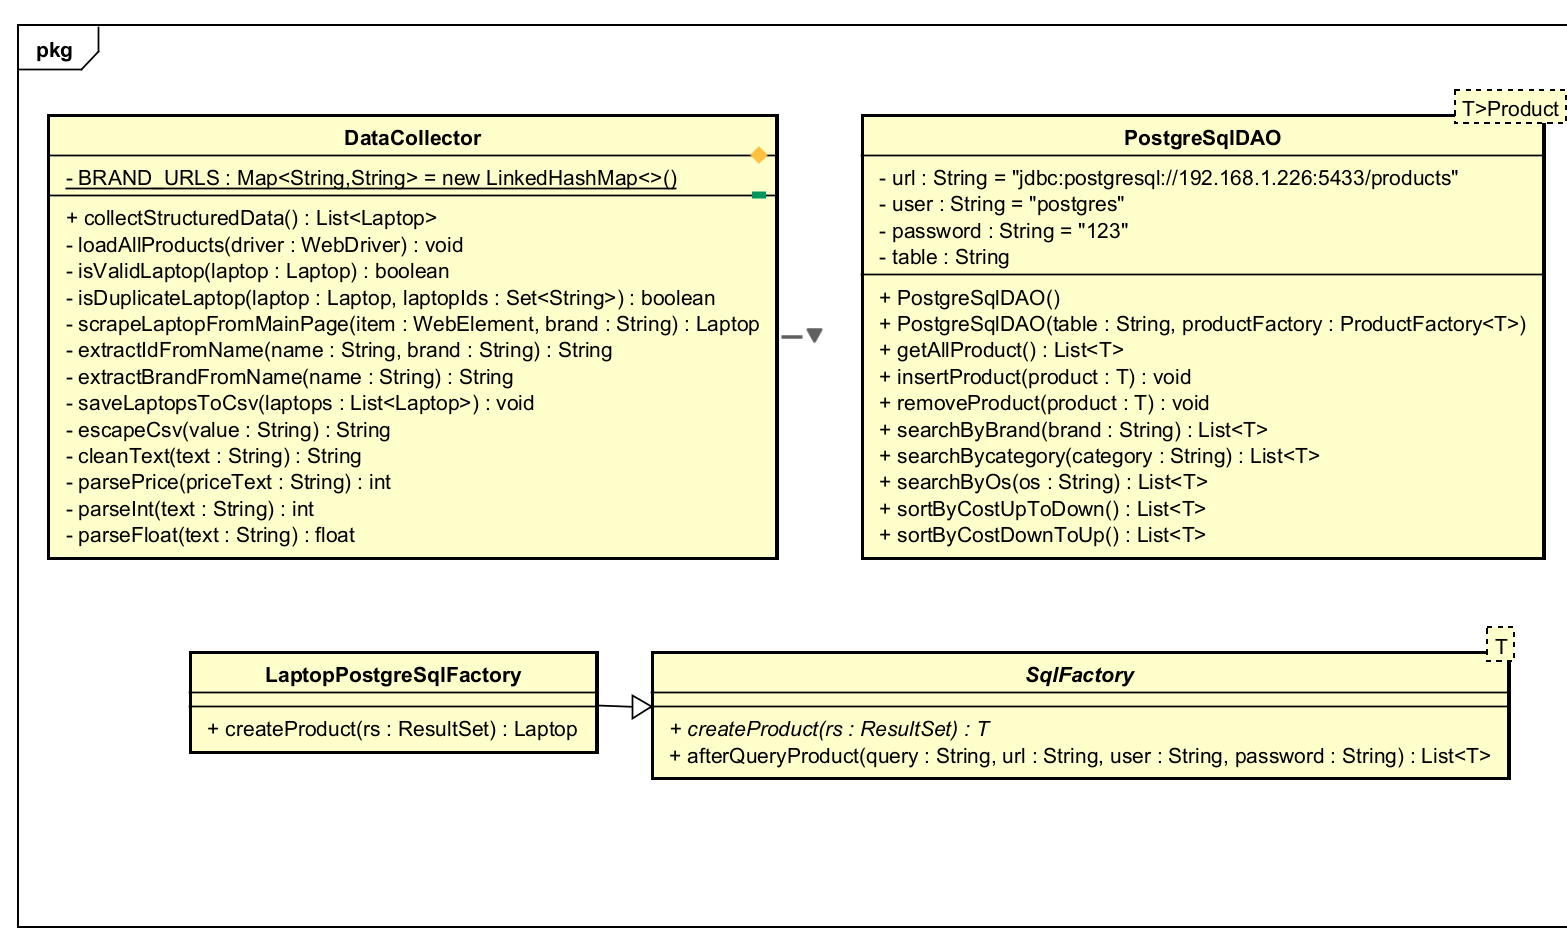 pkg
DataCollector
- BRAND_URLS : Map<String,String> = new LinkedHashMap<>()
+ collectStructuredData() : List<Laptop>
- loadAllProducts(driver : WebDriver) : void
- isValidLaptop(laptop : Laptop) : boolean
- isDuplicateLaptop(laptop : Laptop, laptopIds : Set<String>) : boolean
- scrapeLaptopFromMainPage(item : WebElement, brand : String) : Laptop
- extractIdFromName(name : String, brand : String) : String
- extractBrandFromName(name : String) : String
- saveLaptopsToCsv(laptops : List<Laptop>) : void
- escapeCsv(value : String) : String
- cleanText(text : String) : String
- parsePrice(priceText : String) : int
- parseInt(text : String) : int
- parseFloat(text : String) : float
T>Product
PostgreSqlDAO
- url : String = "jdbc:postgresql://192.168.1.226:5433/products"
- user : String = "postgres"
- password : String = "123"
- table : String
+ PostgreSqlDAO()
+ PostgreSqlDAO(table : String, productFactory : ProductFactory<T>)
+ getAllProduct() : List<T>
+ insertProduct(product : T) : void
+ removeProduct(product : T) : void
+ searchByBrand(brand : String) : List<T>
+ searchBycategory(category : String) : List<T>
+ searchByOs(os : String) : List<T>
+ sortByCostUpToDown() : List<T>
+ sortByCostDownToUp() : List<T>
LaptopPostgreSqlFactory
+ createProduct(rs : ResultSet) : Laptop
T
SqlFactory
+ createProduct(rs : ResultSet) : T
+ afterQueryProduct(query : String, url : String, user : String, password : String) : List<T>